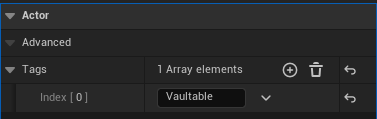 Actor
Advanced
Tags 1 Array elements
Index [ 0 ] Vaultable